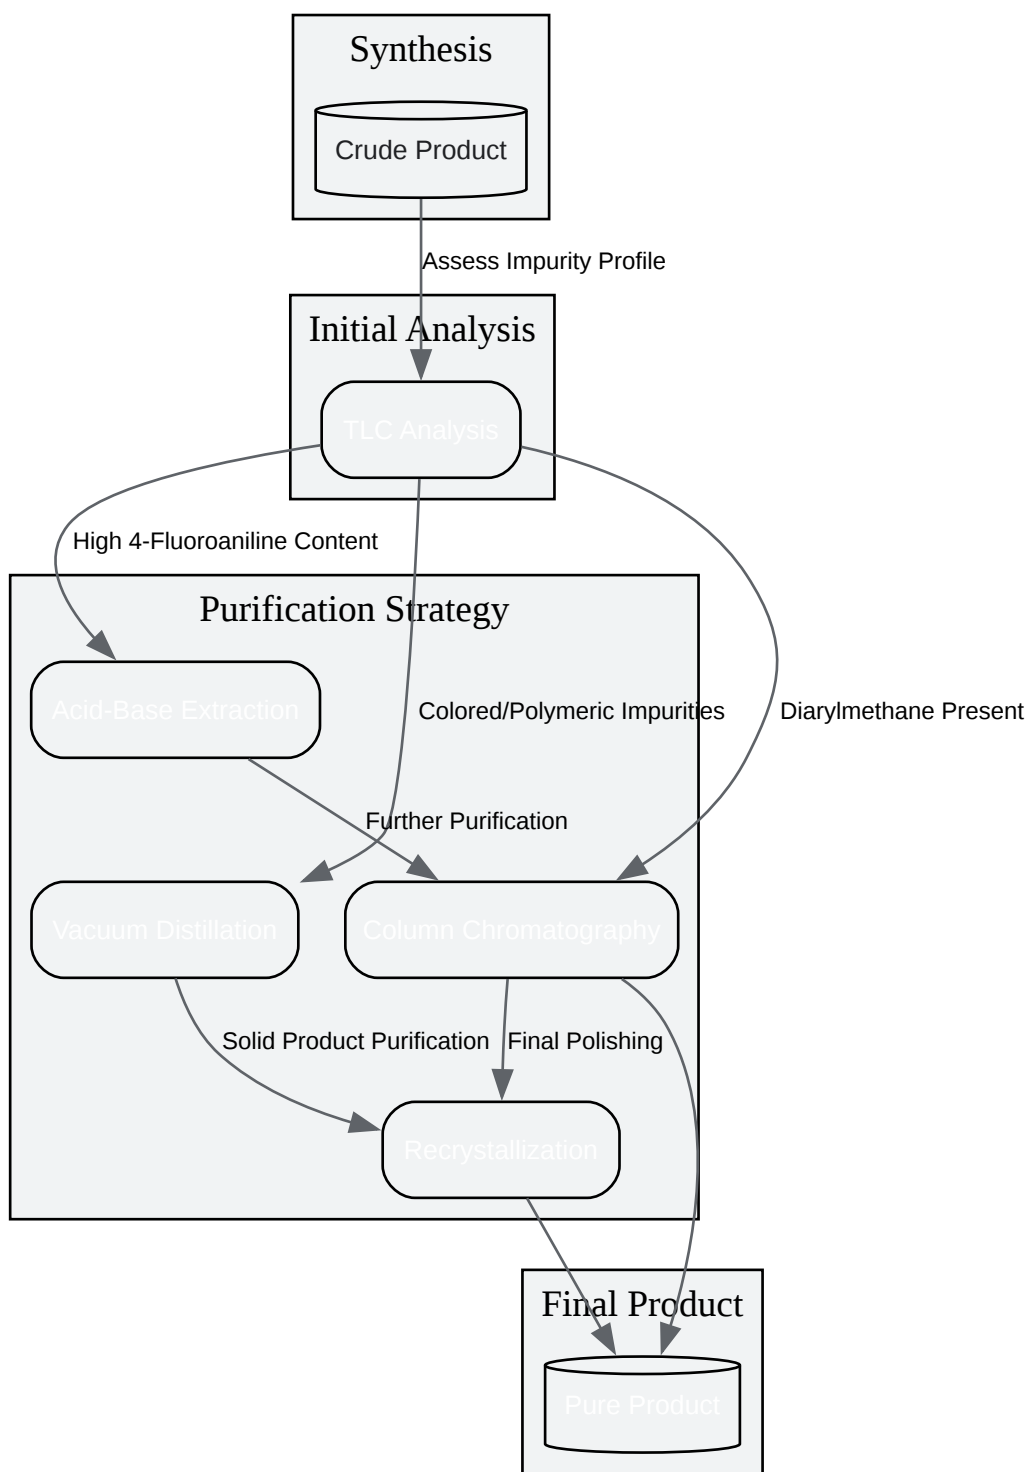 Synthesis
Crude Product
Assess Impurity Profile
Initial Analysis
TLC Analysis
High 4-Fluoroaniline Content
Purification Strategy
Acid-Base Extraction
Colored/Polymeric Impurities
Diarylmethane Present
Further Purification
Vacuum Distillation
Column Chromatography
Solid Product Purification
Final Polishing
Recrystallization
Final Product
Pure Product